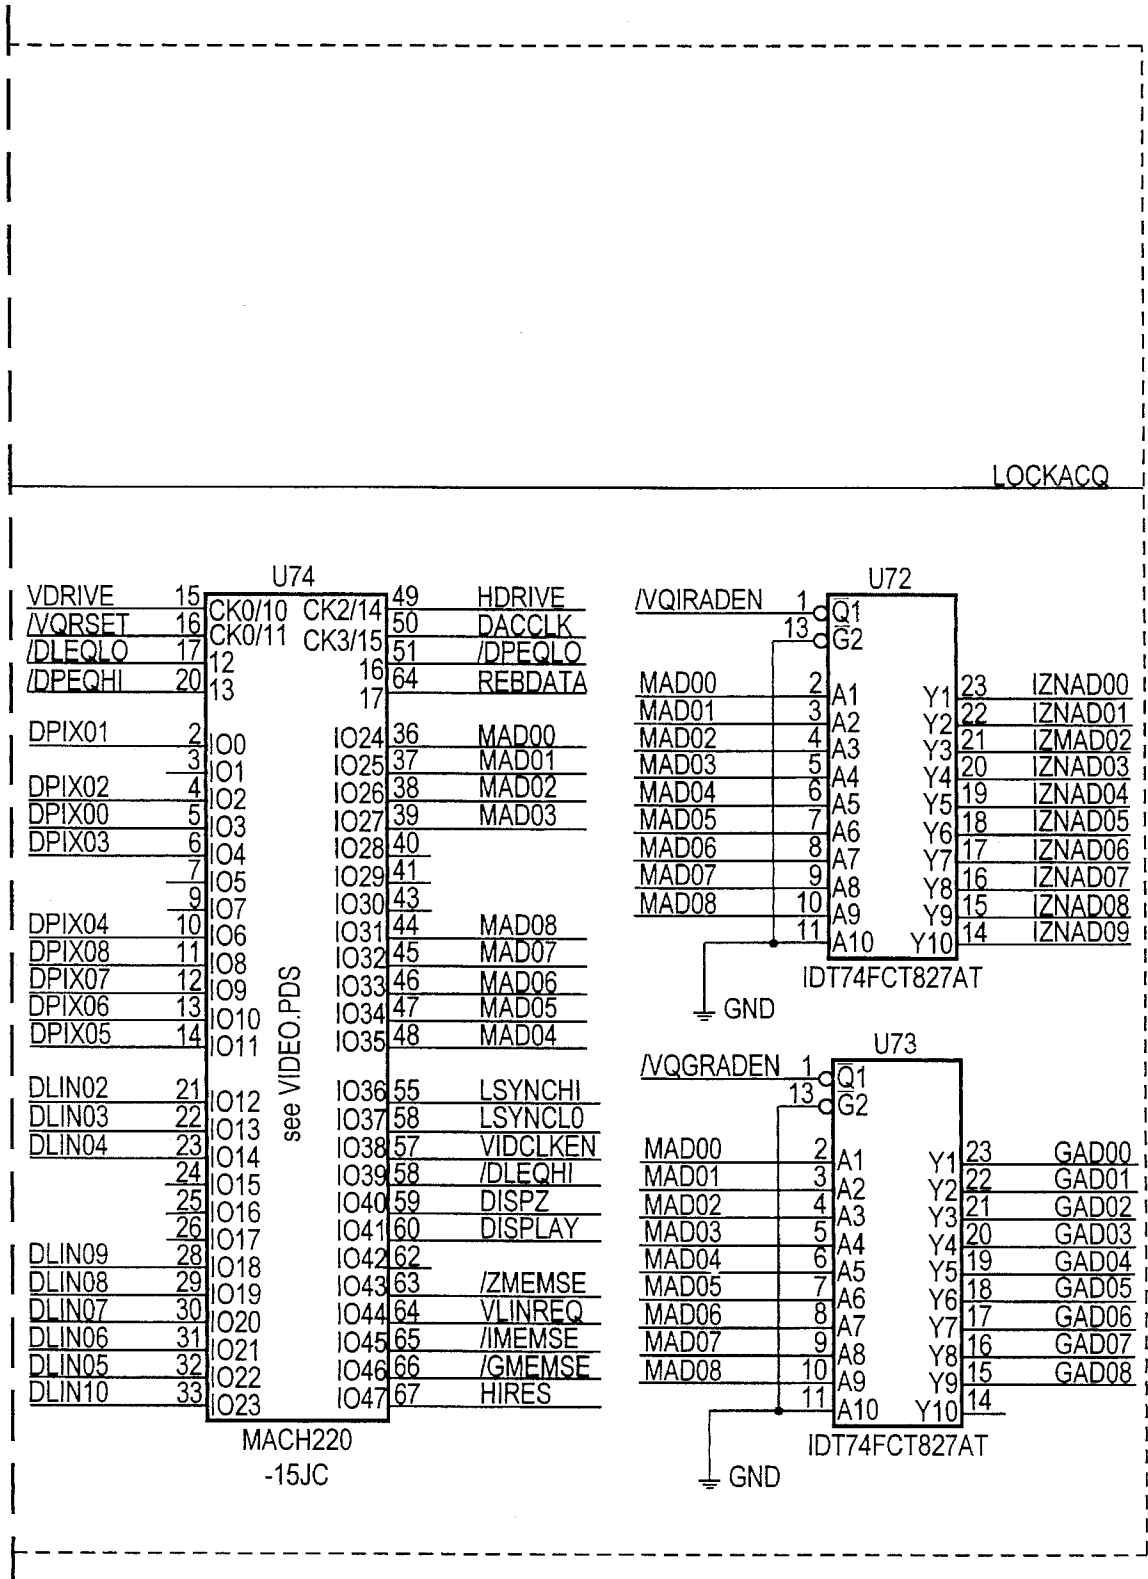 LOCKACQ
U74
VDRIVE 15 CK0/10 CK2/14 49 HDRIVE
/VQRSET 16 CK0/11 CK3/15 50 DACCLK
/DLEQLO 17 12 16 51 /DPEQLO
/DPEQHI 20 13 17 64 REBDATA
DPIX01 2 IO0 IO24 36 MAD00
3 IO1 IO25 37 MAD01
DPIX02 4 IO2 IO26 38 MAD02
DPIX00 5 IO3 IO27 39 MAD03
DPIX03 6 IO4 IO28 40
7 IO5 IO29 41
9 IO7 IO30 43
DPIX04 10 IO6 IO31 44 MAD08
DPIX08 11 IO8 IO32 45 MAD07
DPIX07 12 IO9 IO33 46 MAD06
DPIX06 13 IO10 IO34 47 MAD05
DPIX05 14 IO11 IO35 48 MAD04
see VIDEO.PDS
DLIN02 21 IO12 IO36 55 LSYNCHI
DLIN03 22 IO13 IO37 58 LSYNCL0
DLIN04 23 IO14 IO38 57 VIDCLKEN
24 IO15 IO39 58 /DLEQHI
25 IO16 IO40 59 DISPZ
26 IO17 IO41 60 DISPLAY
DLIN09 28 IO18 IO42 62
DLIN08 29 IO19 IO43 63 /ZMEMSE
DLIN07 30 IO20 IO44 64 VLINREQ
DLIN06 31 IO21 IO45 65 /IMEMSE
DLIN05 32 IO22 IO46 66 /GMEMSE
DLIN10 33 IO23 IO47 67 HIRES
MACH220
-15JC
U72
/VQIRADEN 1 Q1
13 G2
MAD00 2 A1 Y1 23 IZNAD00
MAD01 3 A2 Y2 22 IZNAD01
MAD02 4 A3 Y3 21 IZMAD02
MAD03 5 A4 Y4 20 IZNAD03
MAD04 6 A5 Y5 19 IZNAD04
MAD05 7 A6 Y6 18 IZNAD05
MAD06 8 A7 Y7 17 IZNAD06
MAD07 9 A8 Y8 16 IZNAD07
MAD08 10 A9 Y9 15 IZNAD08
11 A10 Y10 14 IZNAD09
IDT74FCT827AT
GND
U73
/VQGRADEN 1 Q1
13 G2
MAD00 2 A1 Y1 23 GAD00
MAD01 3 A2 Y2 22 GAD01
MAD02 4 A3 Y3 21 GAD02
MAD03 5 A4 Y4 20 GAD03
MAD04 6 A5 Y5 19 GAD04
MAD05 7 A6 Y6 18 GAD05
MAD06 8 A7 Y7 17 GAD06
MAD07 9 A8 Y8 16 GAD07
MAD08 10 A9 Y9 15 GAD08
11 A10 Y10 14
IDT74FCT827AT
GND